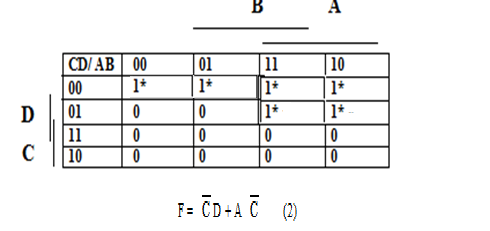 B A
CD/ AB 00 01 11 10
00 1* 1* 1* 1*
D 01 0 0 1* 1*
11 0 0 0 0
C 10 0 0 0 0
F = C̅ D + A C̅ (2)